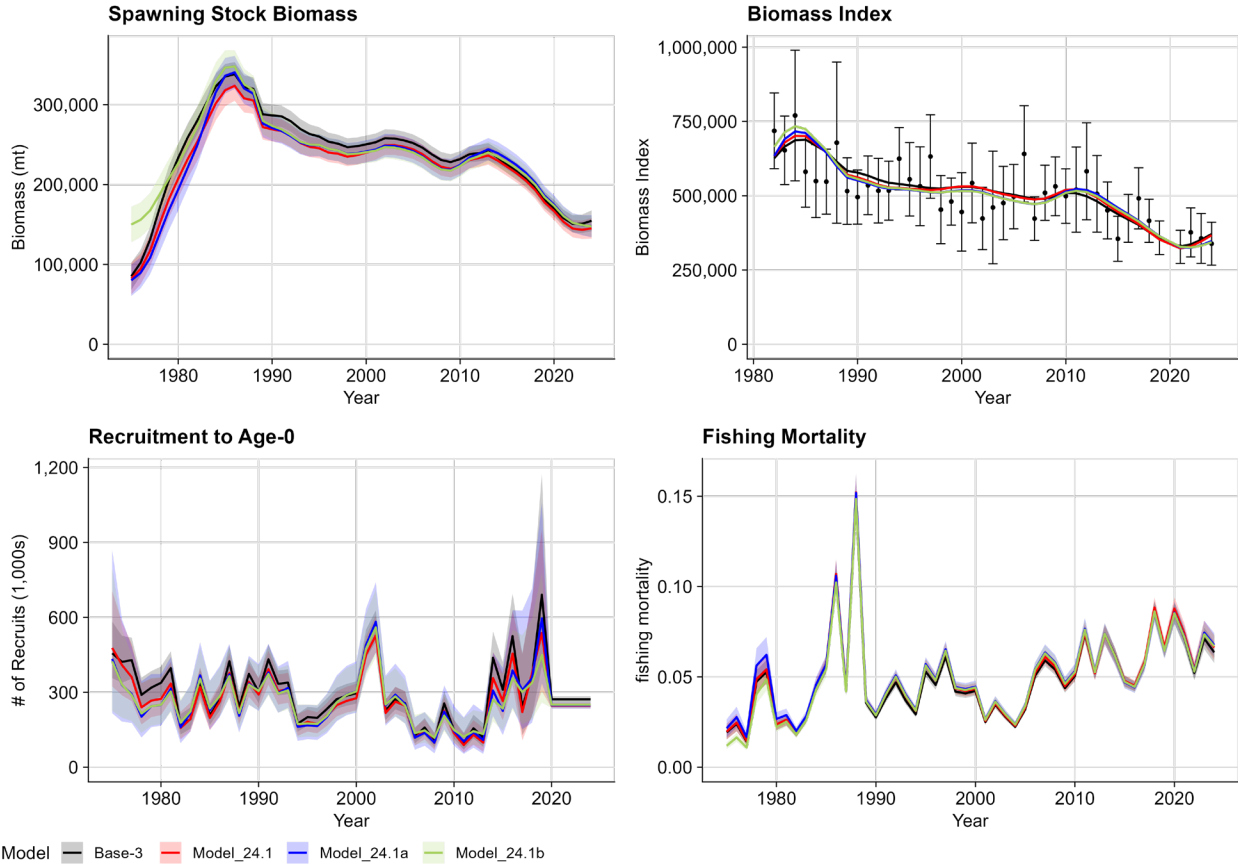 Spawning Stock Biomass
Biomass (mt)
300,000
200,000
100,000
0
1980 1990 2000 2010 2020
Year
Biomass Index
Biomass Index
1,000,000
750,000
500,000
250,000
0
1980 1990 2000 2010 2020
Year
Recruitment to Age-0
# of Recruits (1,000s)
1,200
900
600
300
0
1980 1990 2000 2010 2020
Year
Fishing Mortality
fishing mortality
0.15
0.10
0.05
0.00
1980 1990 2000 2010 2020
Year
Model Base-3 Model_24.1 Model_24.1a Model_24.1b